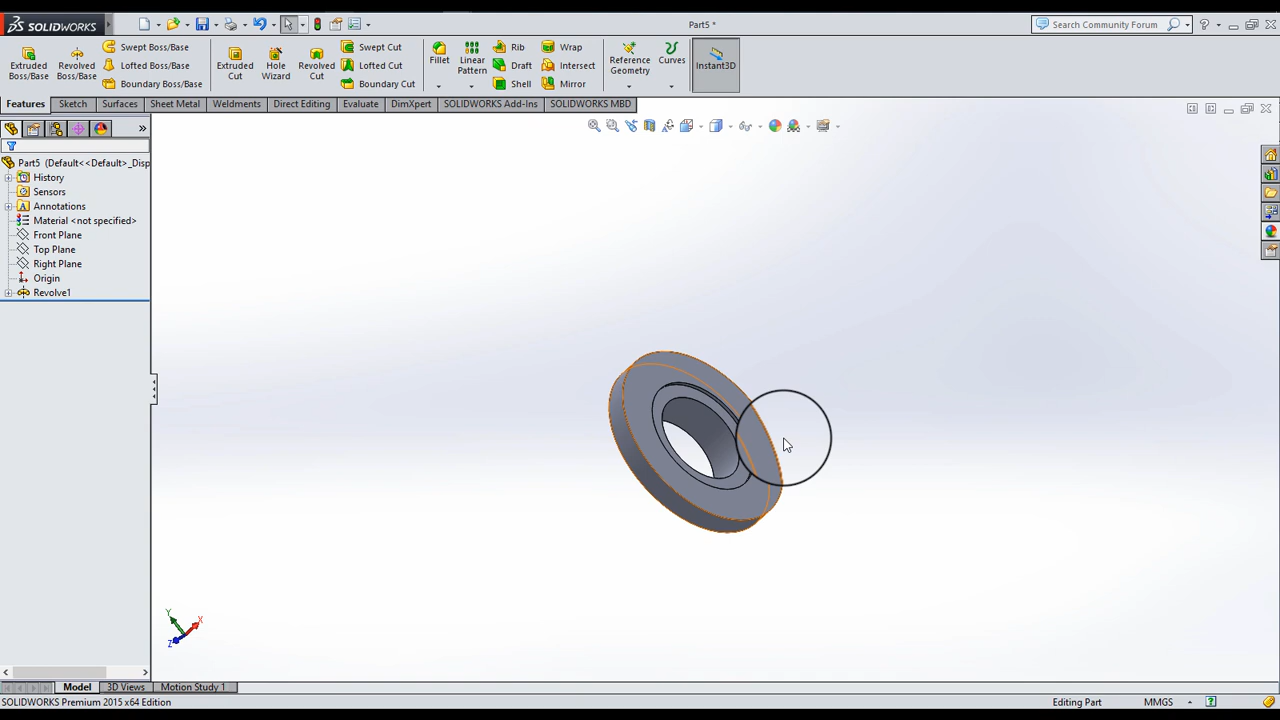 SOLIDWORKS
Part5 *
Search Community Forum
Extruded Boss/Base
Revolved Boss/Base
Swept Boss/Base
Lofted Boss/Base
Boundary Boss/Base
Extruded Cut
Hole Wizard
Revolved Cut
Swept Cut
Lofted Cut
Boundary Cut
Fillet
Linear Pattern
Rib
Draft
Shell
Wrap
Intersect
Mirror
Reference Geometry
Curves
Instant3D
Features
Sketch
Surfaces
Sheet Metal
Weldments
Direct Editing
Evaluate
DimXpert
SOLIDWORKS Add-Ins
SOLIDWORKS MBD
Part5 (Default<<Default>_Disp
History
Sensors
Annotations
Material <not specified>
Front Plane
Top Plane
Right Plane
Origin
Revolve1
Y
X
Z
Model
3D Views
Motion Study 1
SOLIDWORKS Premium 2015 x64 Edition
Editing Part
MMGS